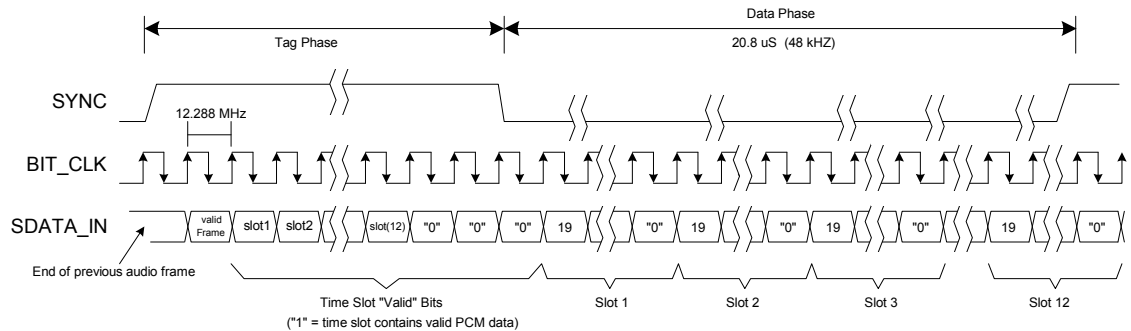 Data Phase
Tag Phase
20.8 uS (48 kHZ)
SYNC
12.288 MHz
BIT_CLK
SDATA_IN
valid
Frame
slot1
slot2
slot(12)
"0"
"0"
"0"
19
"0"
19
"0"
19
"0"
19
"0"
End of previous audio frame
Time Slot "Valid" Bits
("1" = time slot contains valid PCM data)
Slot 1
Slot 2
Slot 3
Slot 12